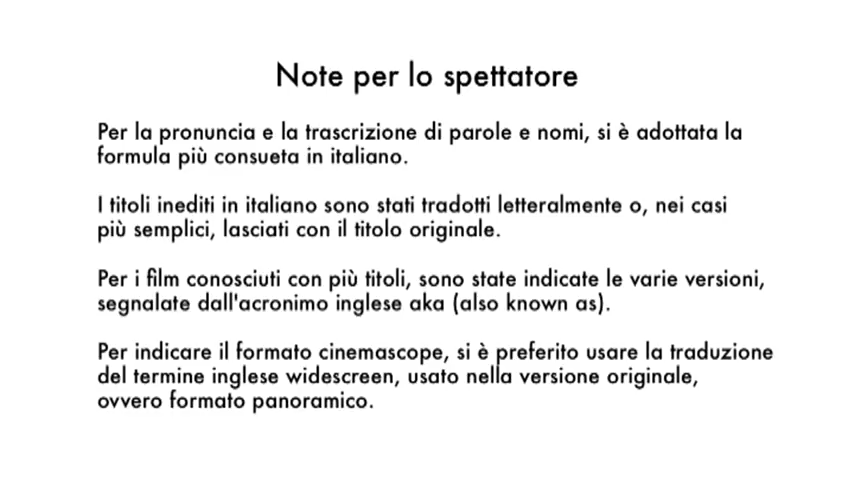 Note per lo spettatore
Per la pronuncia e la trascrizione di parole e nomi, si è adottata la
formula più consueta in italiano.
I titoli inediti in italiano sono stati tradotti letteralmente o, nei casi
più semplici, lasciati con il titolo originale.
Per i film conosciuti con più titoli, sono state indicate le varie versioni,
segnalate dall'acronimo inglese aka (also known as).
Per indicare il formato cinemascope, si è preferito usare la traduzione
del termine inglese widescreen, usato nella versione originale,
ovvero formato panoramico.